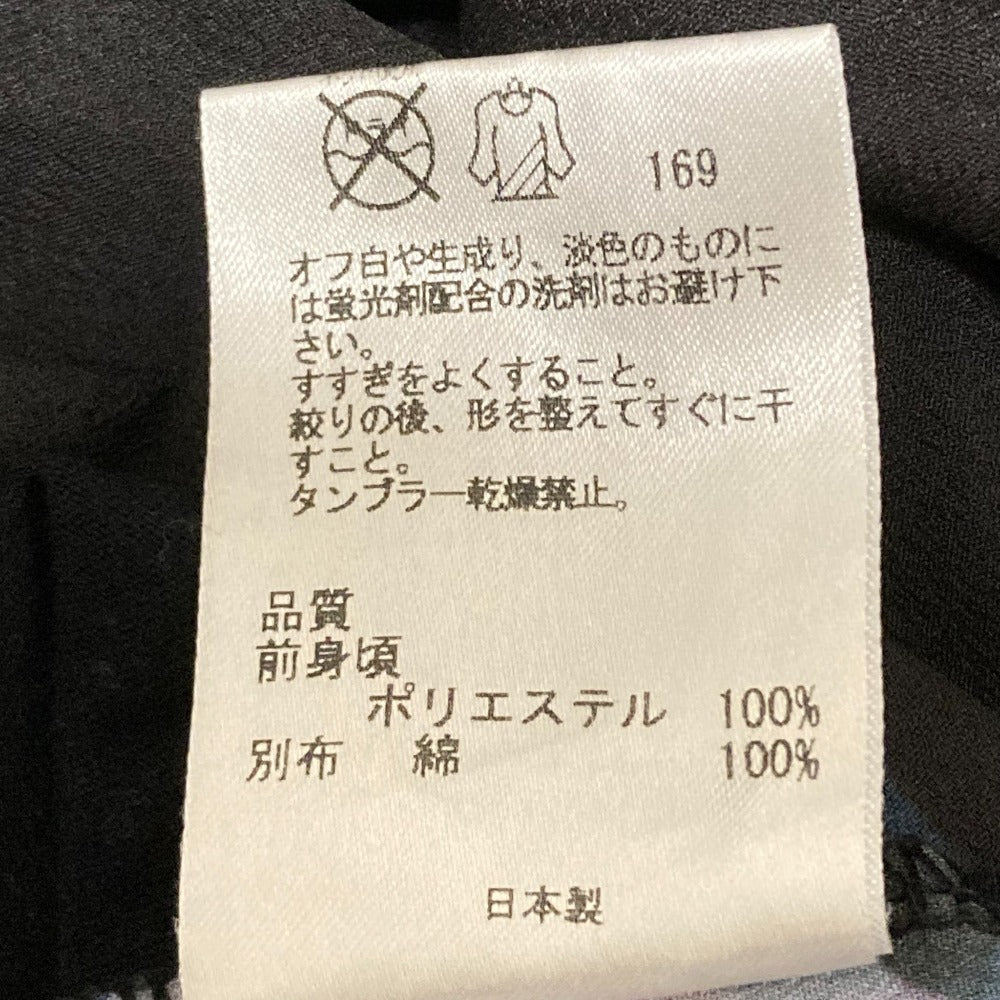 ドライ
169
オフ白や生成り、淡色のものに
は蛍光剤配合の洗剤はお避け下
さい。
すすぎをよくすること。
絞りの後、形を整えてすぐに干
すこと。
タンブラー乾燥禁止。
品質
前身頃
ポリエステル 100%
別布 綿 100%
日本製